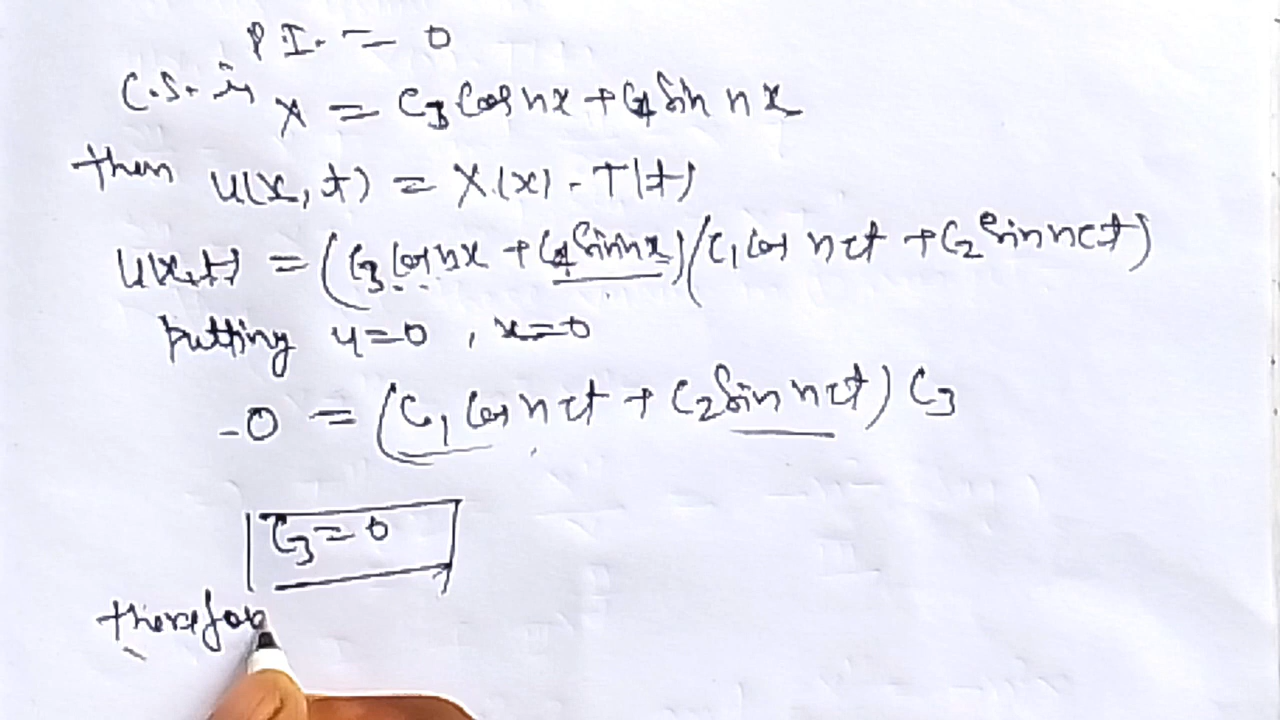 P.I. = 0
C.S. is X = C3 cos nx + C4 sin nx
then u(x, t) = X.(x) - T(t)
u(x,t) = (C3 cos nx + C4 sin nx)(C1 cos nct + C2 sin nct)
putting u=0, x=0
-0 = (C1 cos nct + C2 sin nct) C3
C3 = 0
therefor